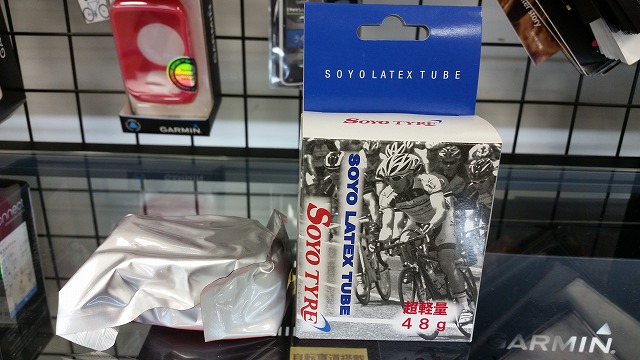 GARMIN
SOYO LATEX TUBE
SOYO TYRE
SOYO LATEX TUBE
SOYO TYRE
超軽量
48g
GARMIN